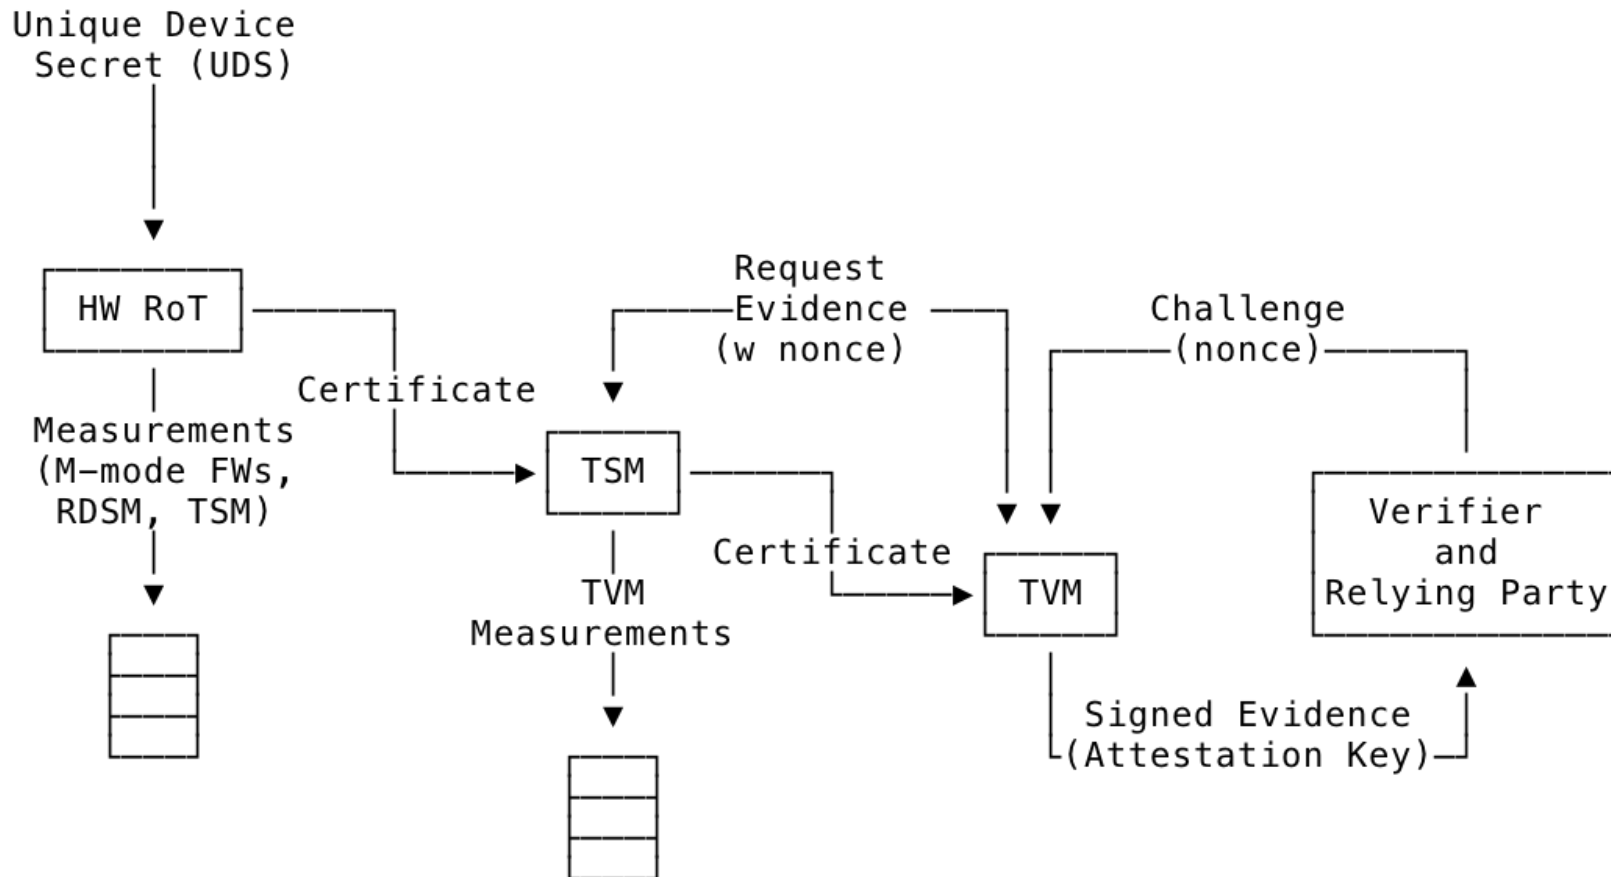 Unique Device
Secret (UDS)
HW RoT
Request
Evidence
(w nonce)
Challenge
(nonce)
Certificate
Measurements
(M-mode FWs,
RDSM, TSM)
TSM
Verifier
and
Relying Party
Certificate
TVM
Measurements
TVM
Signed Evidence
(Attestation Key)